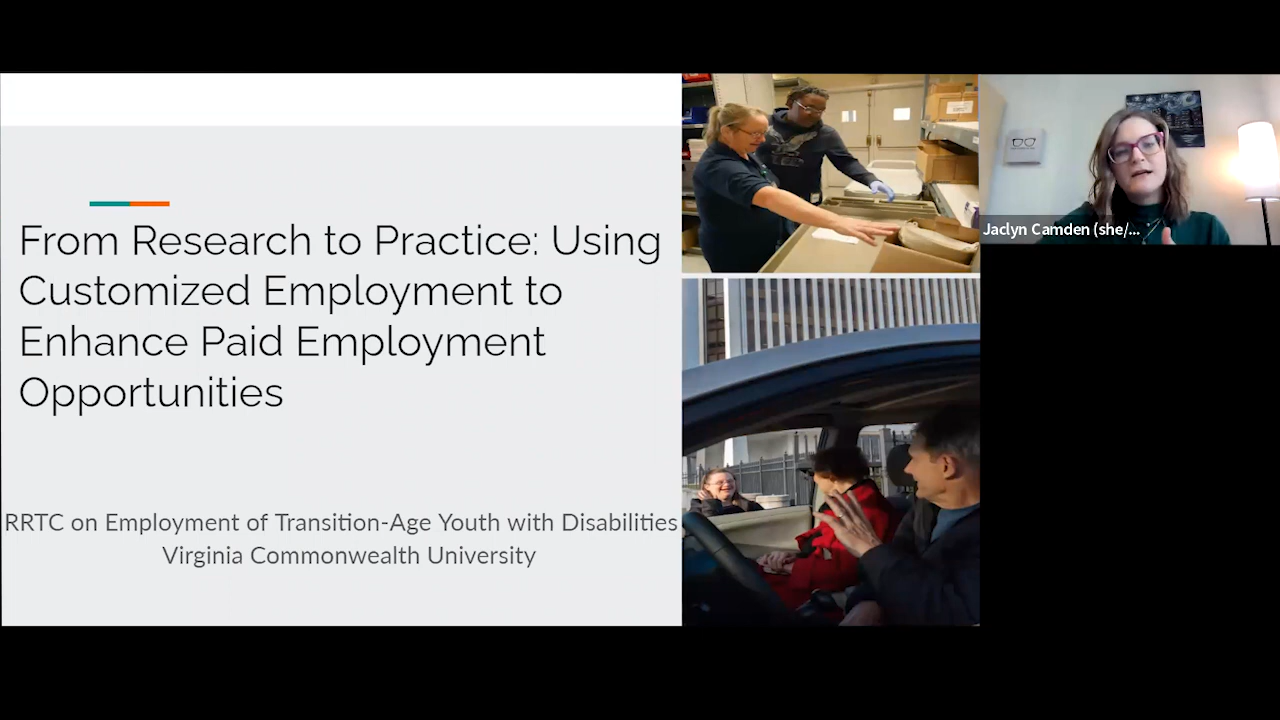 From Research to Practice: Using
Customized Employment to
Enhance Paid Employment
Opportunities
RRTC on Employment of Transition-Age Youth with Disabilities
Virginia Commonwealth University
Jaclyn Camden (she/...